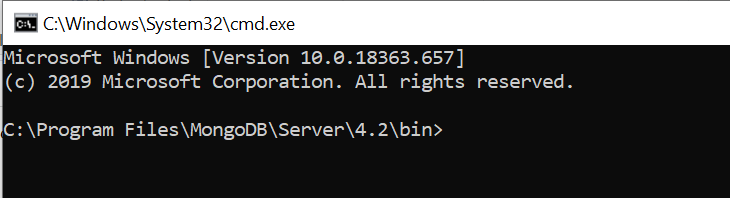 C:\Windows\System32\cmd.exe
Microsoft Windows [Version 10.0.18363.657]
(c) 2019 Microsoft Corporation. All rights reserved.
C:\Program Files\MongoDB\Server\4.2\bin>